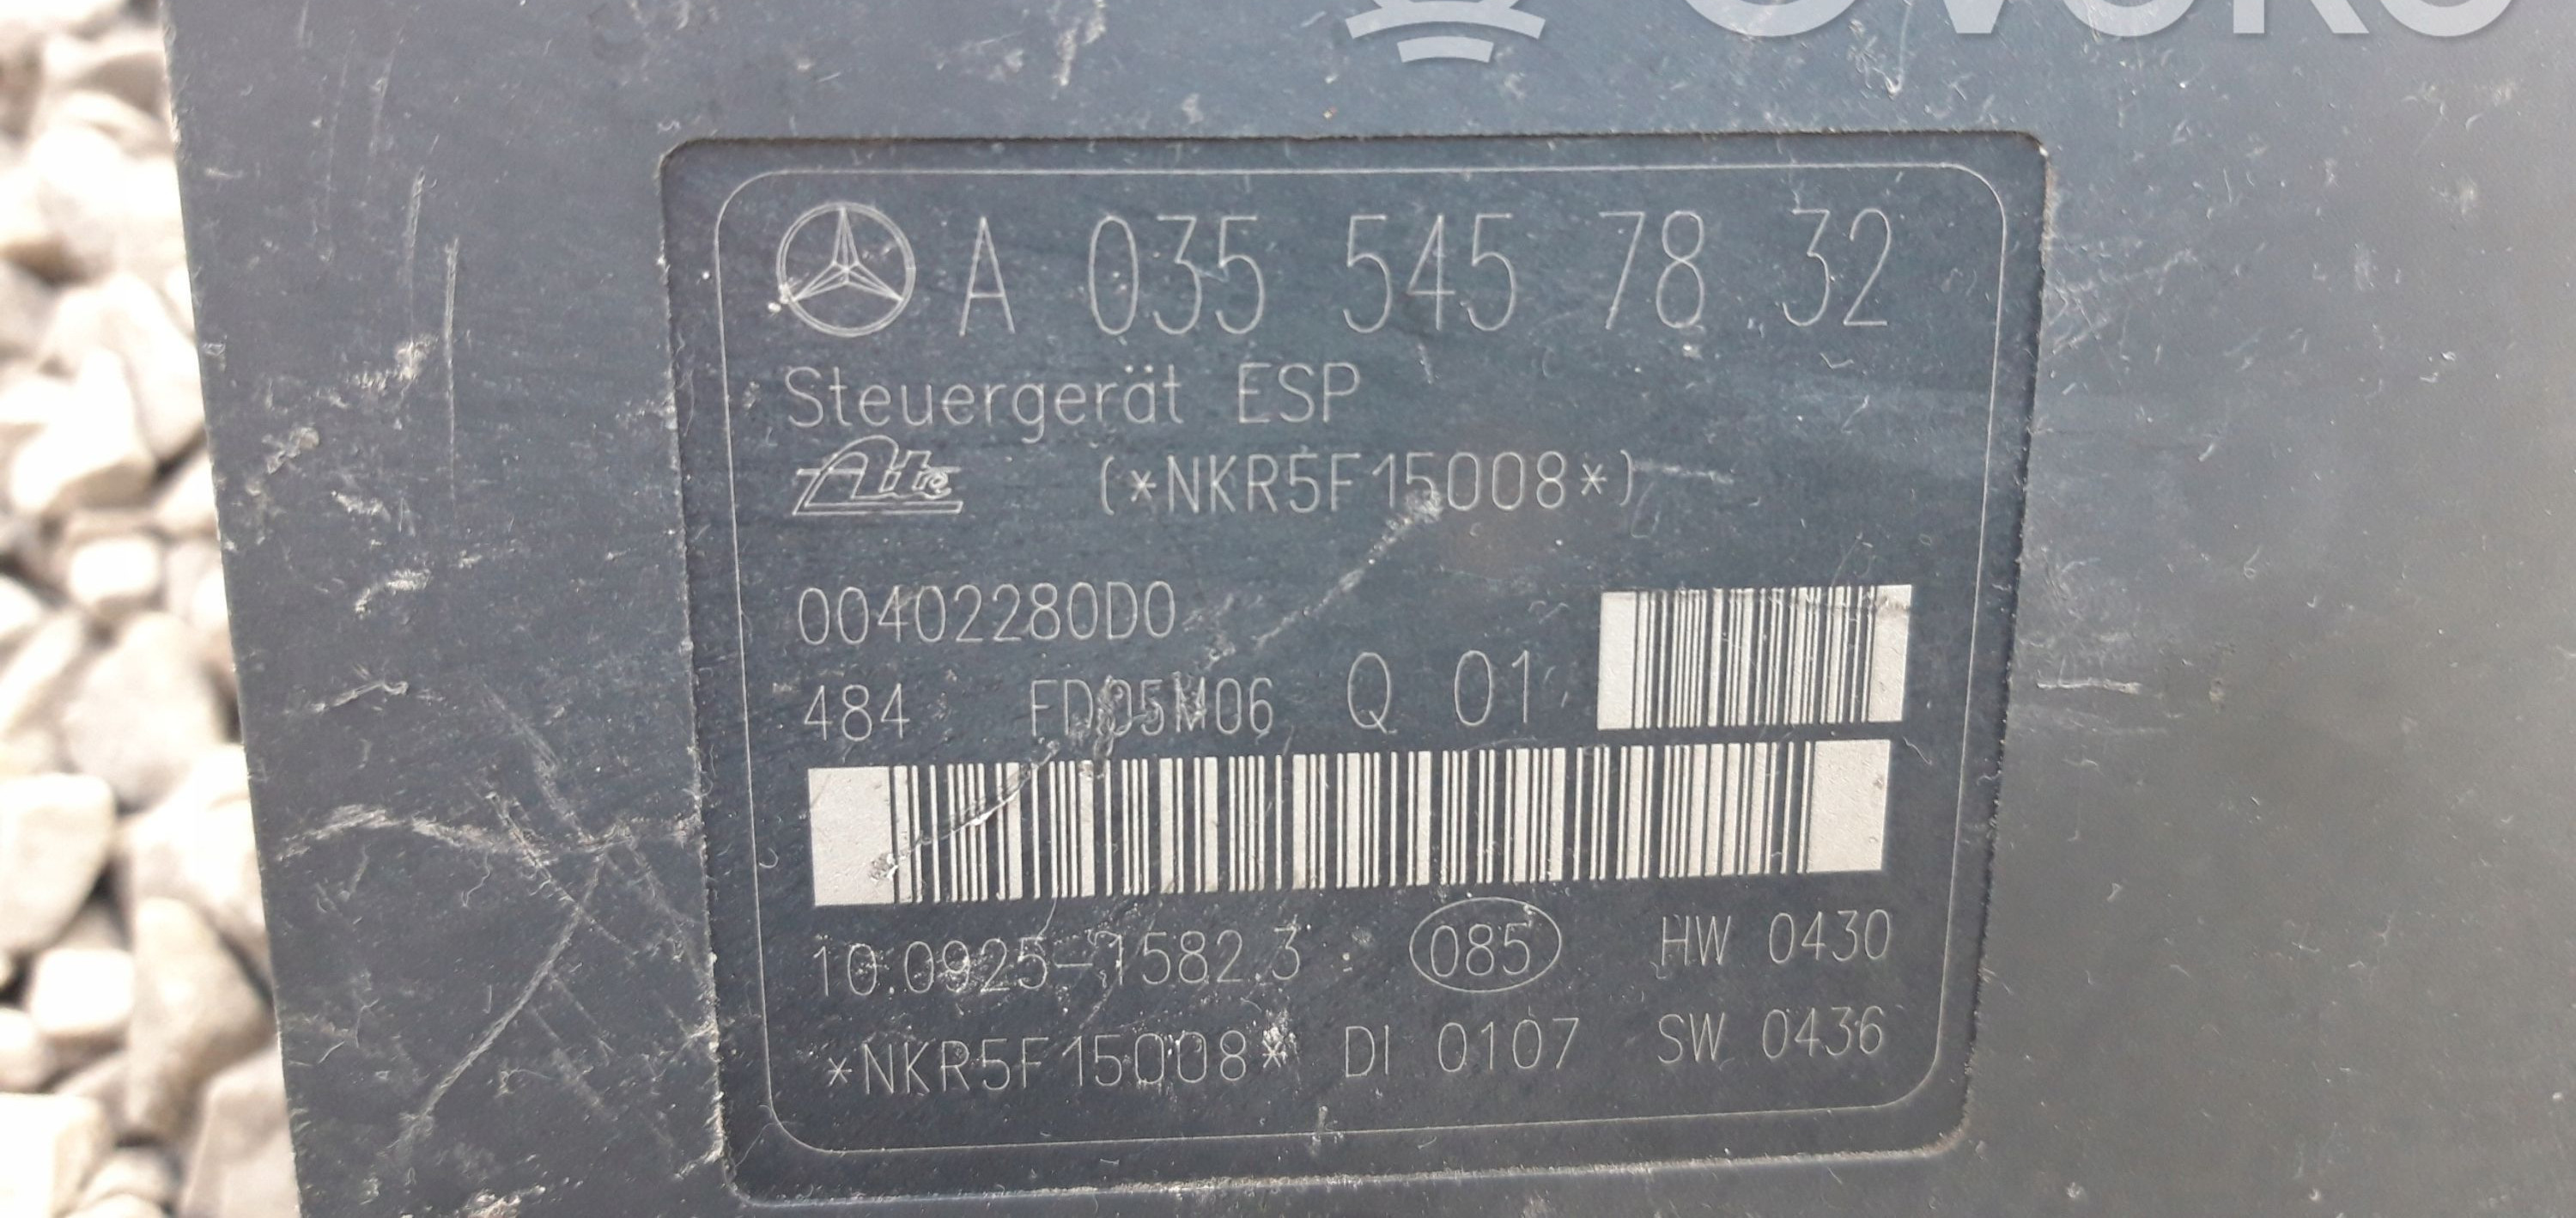 A 035 545 78 32
Steuergerät ESP
Ate (*NKR5F15008*)
00402280D0
484 FD05M06 Q 01
10.0925-1582.3 085 HW 0430
*NKR5F15008* DI 0107 SW 0436